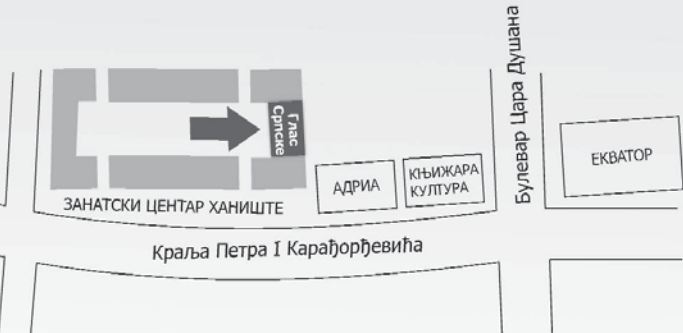 Булевар Цара Душана
Глас
Српске
АДРИА
КЊИЖАРА
КУЛТУРА
ЕКВАТОР
ЗАНАТСКИ ЦЕНТАР ХАНИШТЕ
Краља Петра I Карађорђевића